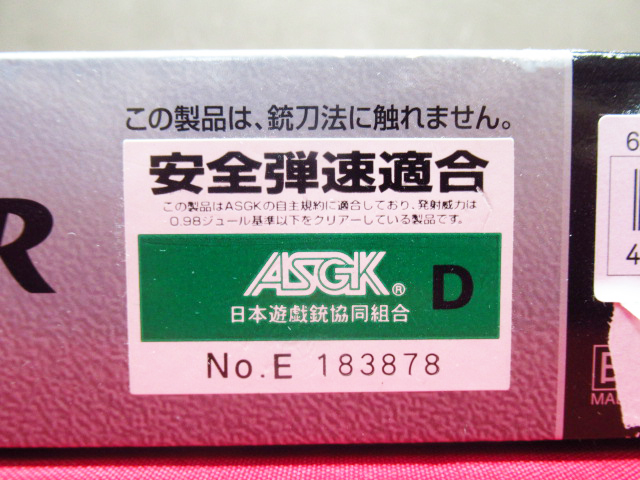 この製品は、銃刀法に触れません。
安全弾速適合
この製品はASGKの自主規約に適合しており、発射威力は
0.98ジュール基準以下をクリアーしている製品です。
R
ASGK® D
日本遊戯銃協同組合
No.E 183878
6
4
MA